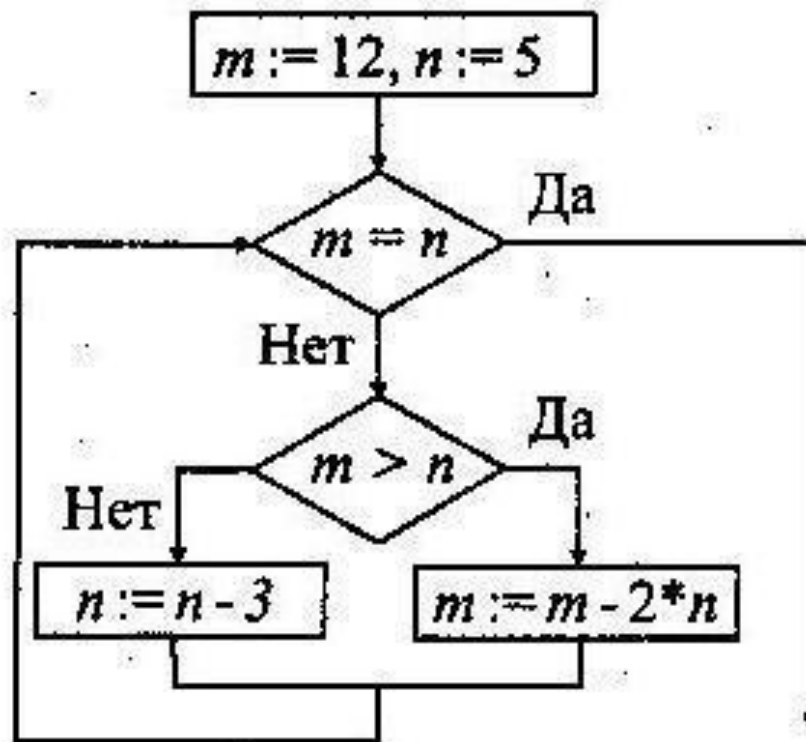 m := 12, n := 5
Да
m = n
Нет
Да
m > n
Нет
n := n - 3
m := m - 2*n